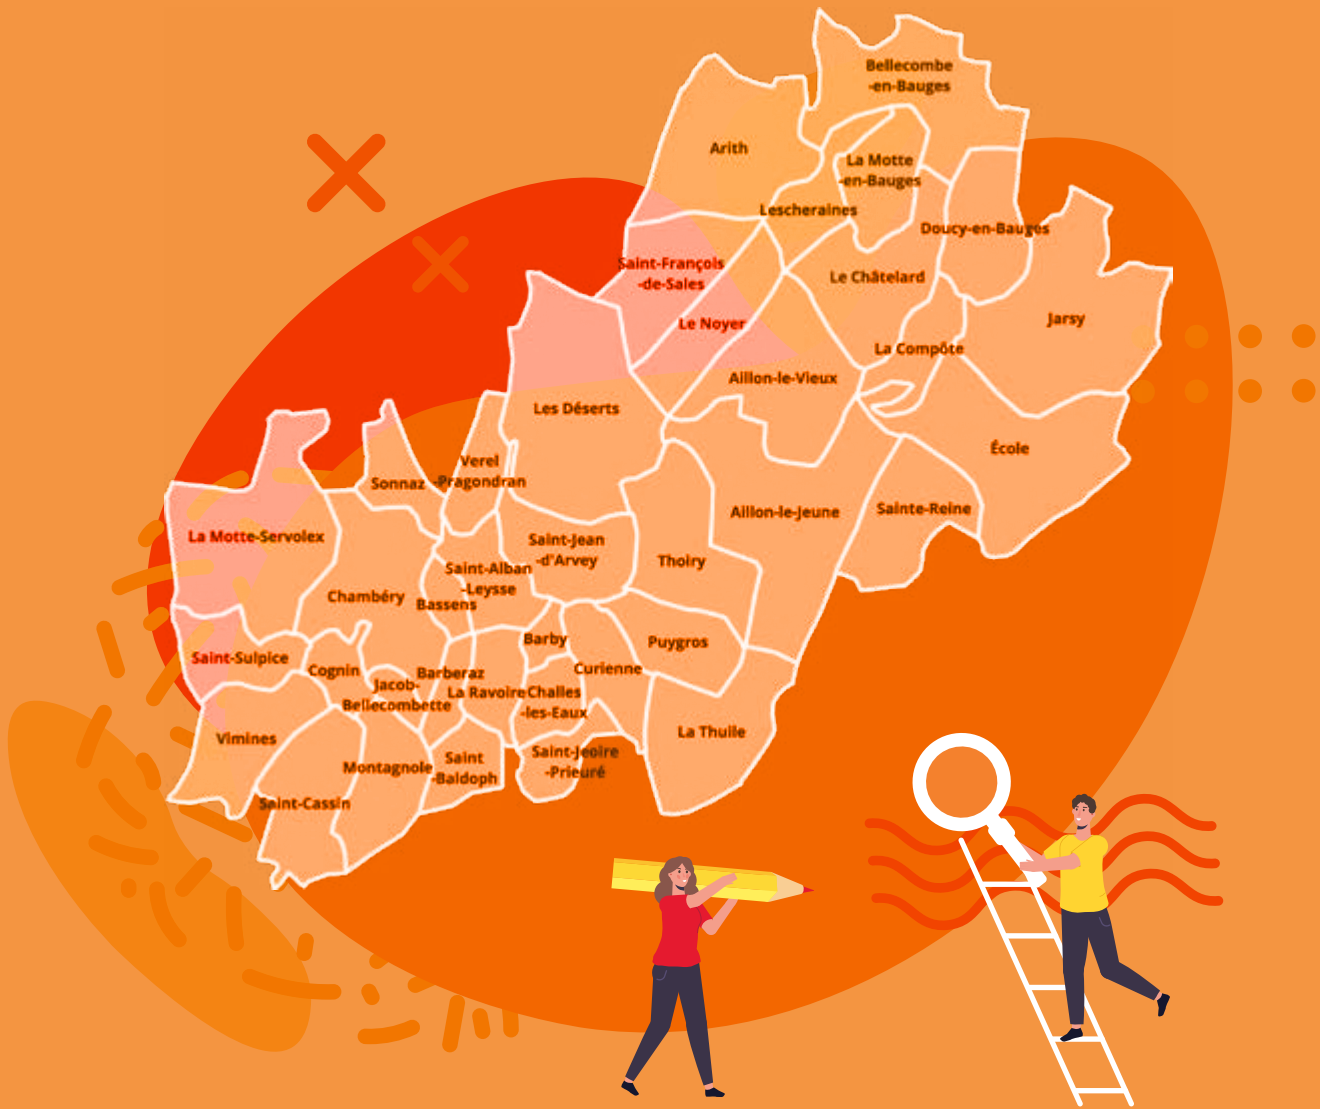 Bellecombe
-en-Bauges
Arith
La Motte
-en-Bauges
Lescheraines
Doucy-en-Bauges
Saint-François
-de-Sales
Le Châtelard
Le Noyer
Jarsy
La Compôte
Aillon-le-Vieux
Les Déserts
École
Verel
-Pragondran
Sonnaz
Aillon-le-Jeune
Sainte-Reine
La Motte-Servolex
Saint-Jean
-d'Arvey
Thoiry
Saint-Alban
-Leysse
Chambéry
Bassens
Barby
Puygros
Saint-Sulpice
Cognin
Curienne
Barberaz
Jacob-
Bellecombette
La Ravoire
Challes
-les-Eaux
La Thuile
Vimines
Saint-Jeoire
-Prieuré
Montagnole
Saint
-Baldoph
Saint-Cassin